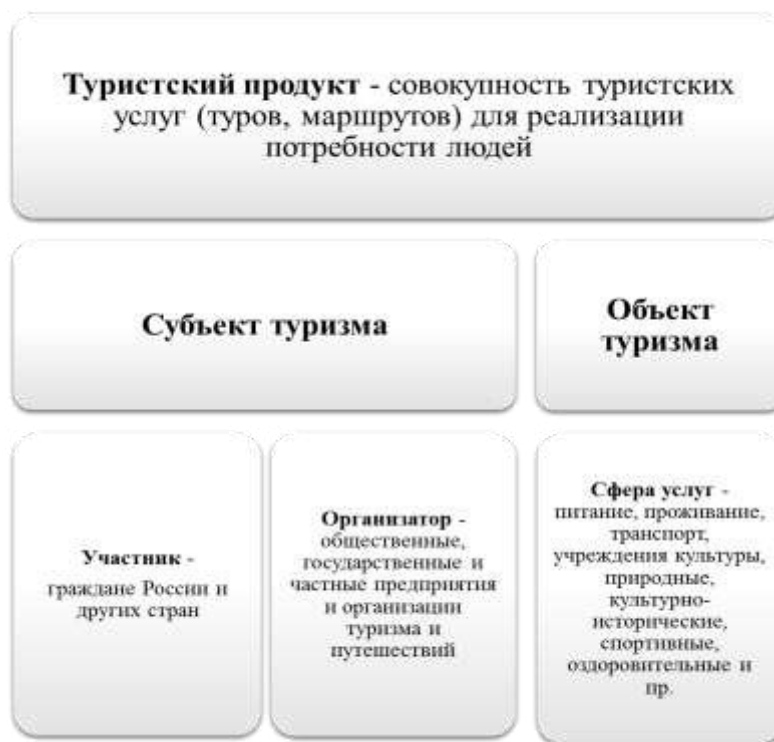 Туристский продукт - совокупность туристских
услуг (туров, маршрутов) для реализации
потребности людей
Субъект туризма
Объект
туризма
Участник -
граждане России и
других стран
Организатор -
общественные,
государственные и
частные предприятия
и организации
туризма и
путешествий
Сфера услуг -
питание, проживание,
транспорт,
учреждения культуры,
природные,
культурно-
исторические,
спортивные,
оздоровительные и
пр.